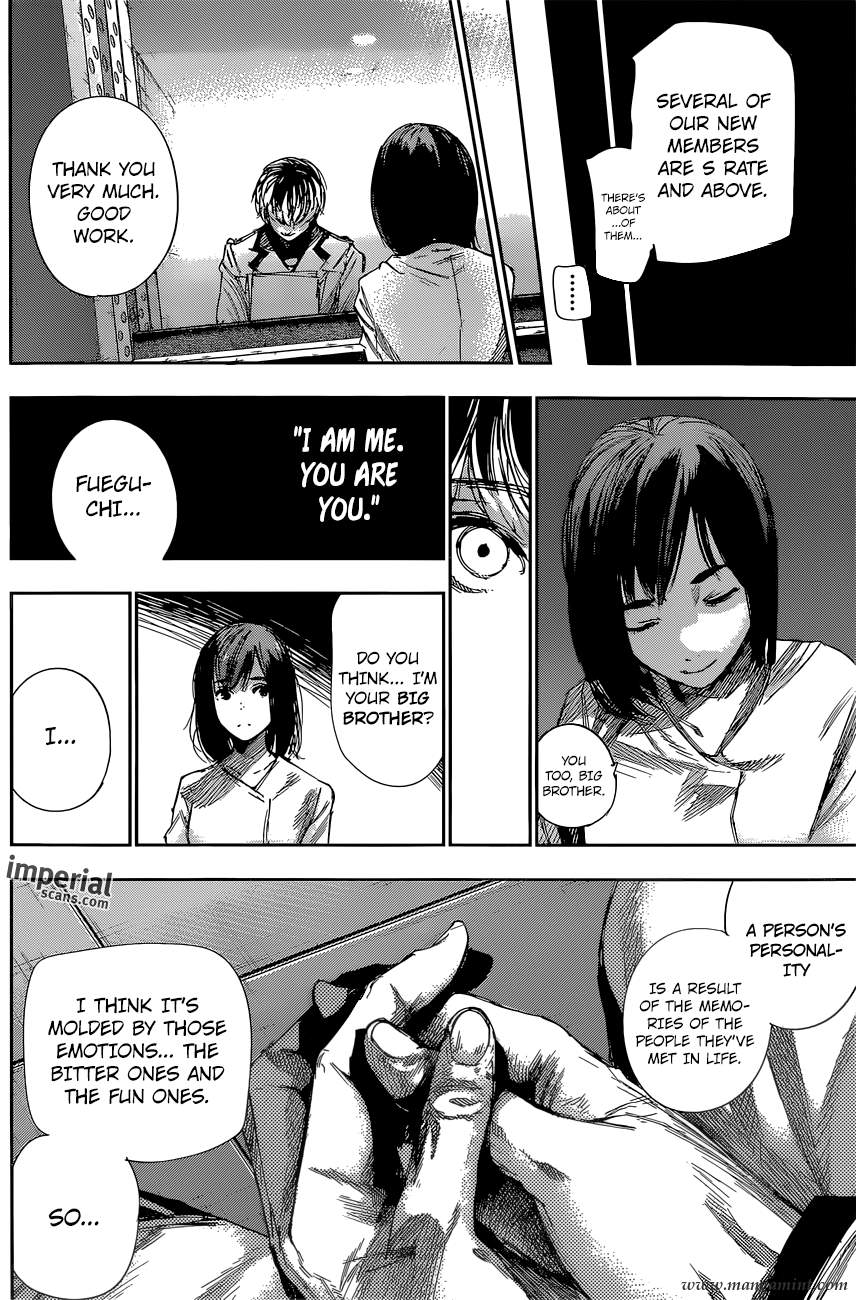 SEVERAL OF
OUR NEW
MEMBERS
ARE S RATE
AND ABOVE.
THERE'S
ABOUT
...OF
THEM...
......
THANK YOU
VERY MUCH.
GOOD
WORK.
YOU
TOO, BIG
BROTHER.
"I AM ME.
YOU ARE
YOU."
FUEGU-
CHI...
DO YOU
THINK... I'M
YOUR BIG
BROTHER?
I...
A PERSON'S
PERSONAL-
ITY
IS A RESULT
OF THE MEMO-
RIES OF THE
PEOPLE THEY'VE
MET IN LIFE.
I THINK IT'S
MOLDED BY THOSE
EMOTIONS... THE
BITTER ONES AND
THE FUN ONES.
SO...
imperial
scans.com
www.mangamint.com